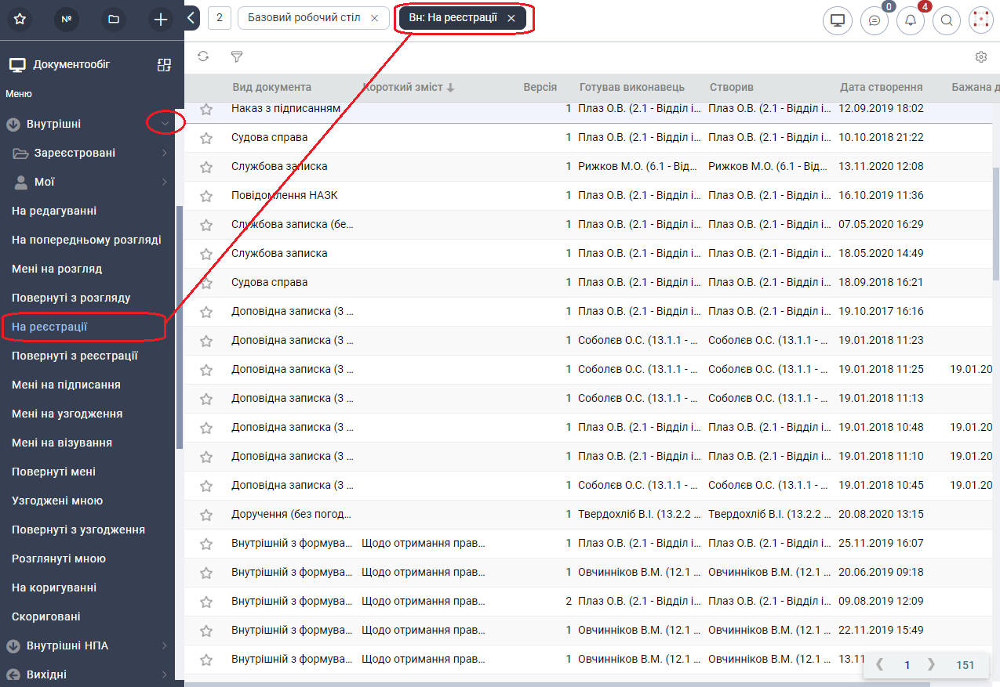 №
2
Базовий робочий стіл
Вн: На реєстрації
0
4
Документообіг
Меню
Внутрішні
Зареєстровані
Мої
На редагуванні
На попередньому розгляді
Мені на розгляд
Повернуті з розгляду
На реєстрації
Повернуті з реєстрації
Мені на підписання
Мені на узгодження
Мені на візування
Повернуті мені
Узгоджені мною
Повернуті з узгодження
Розглянуті мною
На коригуванні
Скориговані
Внутрішні НПА
Вихідні
Вид документа Короткий зміст Версія Готував виконавець Створив Дата створення Бажана д
Наказ з підписанням 1 Плаз О.В. (2.1 - Відділ і... Плаз О.В. (2.1 - Відділ і... 12.09.2019 18:02
Судова справа 1 Плаз О.В. (2.1 - Відділ і... Плаз О.В. (2.1 - Відділ і... 10.10.2018 21:22
Службова записка 1 Рижков М.О. (6.1 - Від... Рижков М.О. (6.1 - Від... 13.11.2020 12:08
Повідомлення НАЗК 1 Плаз О.В. (2.1 - Відділ і... Плаз О.В. (2.1 - Відділ і... 16.10.2019 11:36
Службова записка (бе... 1 Плаз О.В. (2.1 - Відділ і... Плаз О.В. (2.1 - Відділ і... 07.05.2020 16:29
Службова записка 1 Плаз О.В. (2.1 - Відділ і... Плаз О.В. (2.1 - Відділ і... 18.05.2020 14:49
Судова справа 1 Плаз О.В. (2.1 - Відділ і... Плаз О.В. (2.1 - Відділ і... 18.09.2018 16:21
Доповідна записка (З ... 1 Плаз О.В. (2.1 - Відділ і... Плаз О.В. (2.1 - Відділ і... 19.10.2017 16:16
Доповідна записка (З ... 1 Соболєв О.С. (13.1.1 - ... Соболєв О.С. (13.1.1 - ... 19.01.2018 11:23
Доповідна записка (З ... 1 Соболєв О.С. (13.1.1 - ... Соболєв О.С. (13.1.1 - ... 19.01.2018 11:25 19.01.20
Доповідна записка (З ... 1 Соболєв О.С. (13.1.1 - ... Соболєв О.С. (13.1.1 - ... 19.01.2018 11:13
Доповідна записка (З ... 1 Плаз О.В. (2.1 - Відділ і... Плаз О.В. (2.1 - Відділ і... 19.01.2018 10:48 19.01.20
Доповідна записка (З ... 1 Плаз О.В. (2.1 - Відділ і... Плаз О.В. (2.1 - Відділ і... 19.01.2018 11:10 19.01.20
Доповідна записка (З ... 1 Соболєв О.С. (13.1.1 - ... Соболєв О.С. (13.1.1 - ... 19.01.2018 10:45 19.01.20
Доручення (без погод... 1 Твердохліб В.І. (13.2.2 ... Твердохліб В.І. (13.2.2 ... 20.08.2020 13:15
Внутрішній з формува... Щодо отримання прав... 1 Плаз О.В. (2.1 - Відділ і... Плаз О.В. (2.1 - Відділ і... 25.11.2019 16:07
Внутрішній з формува... Щодо отримання прав... 1 Овчинніков В.М. (12.1 ... Овчинніков В.М. (12.1 ... 20.06.2019 09:18
Внутрішній з формува... Щодо отримання прав... 2 Плаз О.В. (2.1 - Відділ і... Плаз О.В. (2.1 - Відділ і... 09.08.2019 12:09
Внутрішній з формува... Щодо отримання прав... 1 Овчинніков В.М. (12.1 ... Овчинніков В.М. (12.1 ... 22.11.2019 15:49
Внутрішній з формува... Щодо отримання прав... 1 Овчинніков В.М. (12.1 ... Овчинніков В.М. (12.1 ... 13.11
1 151